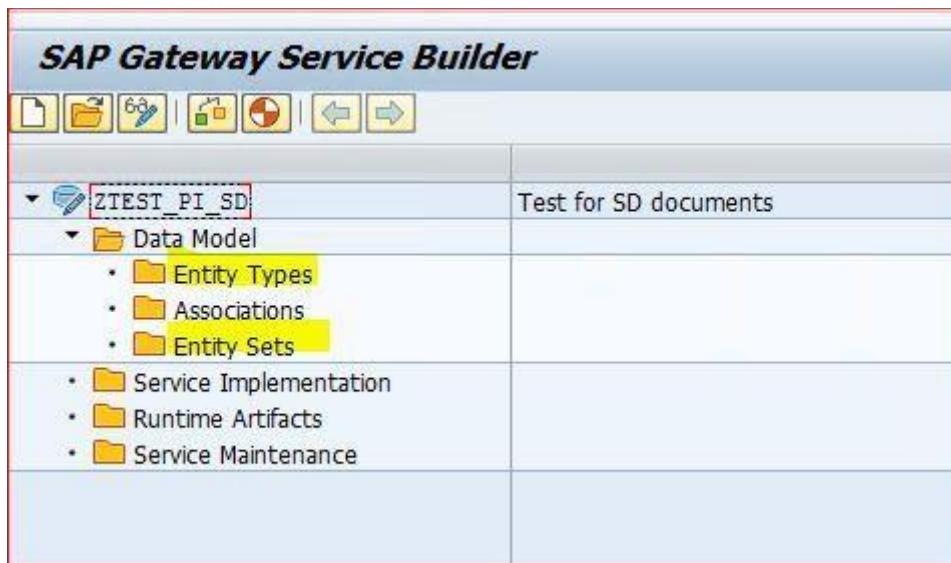 SAP Gateway Service Builder
ZTEST_PI_SD Test for SD documents
Data Model
Entity Types
Associations
Entity Sets
Service Implementation
Runtime Artifacts
Service Maintenance